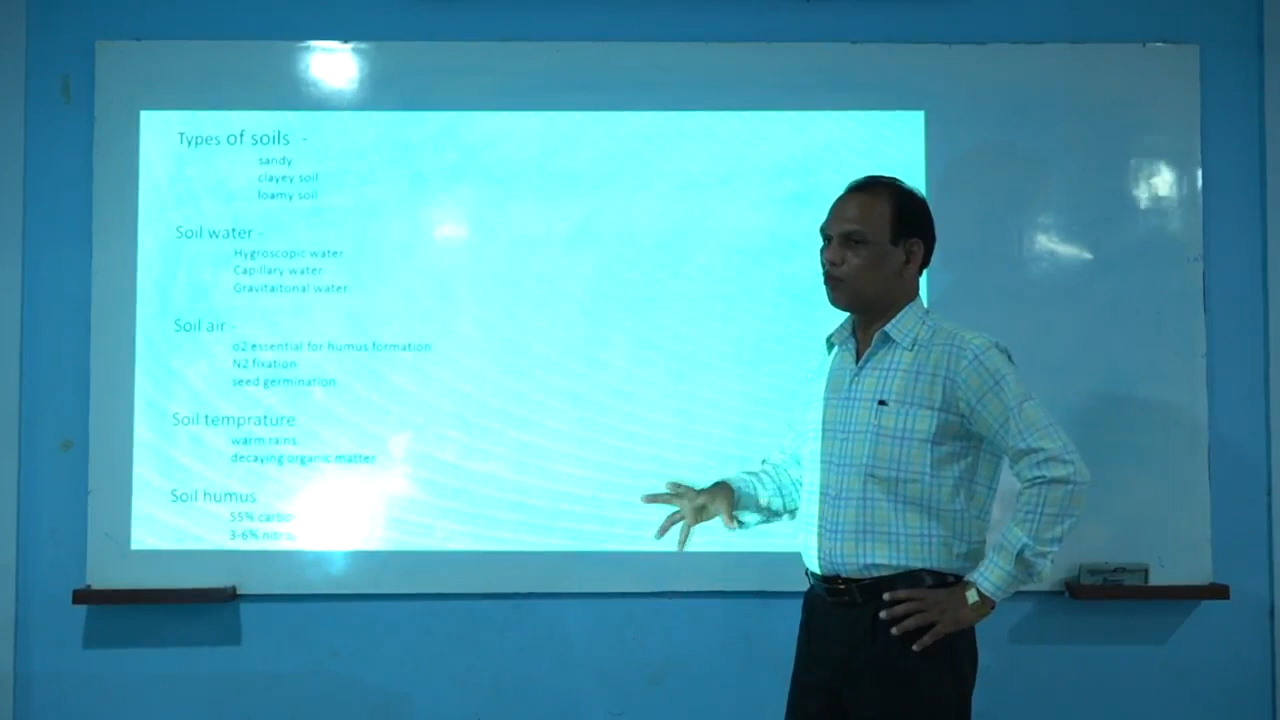 Types of soils -
sandy
clayey soil
loamy soil
Soil water -
Hygroscopic water
Capillary water
Gravitaitonal water
Soil air -
o2 essential for humus formation
N2 fixation
seed germination
Soil temprature
warm rains
decaying organic matter
Soil humus
55%
3-6%